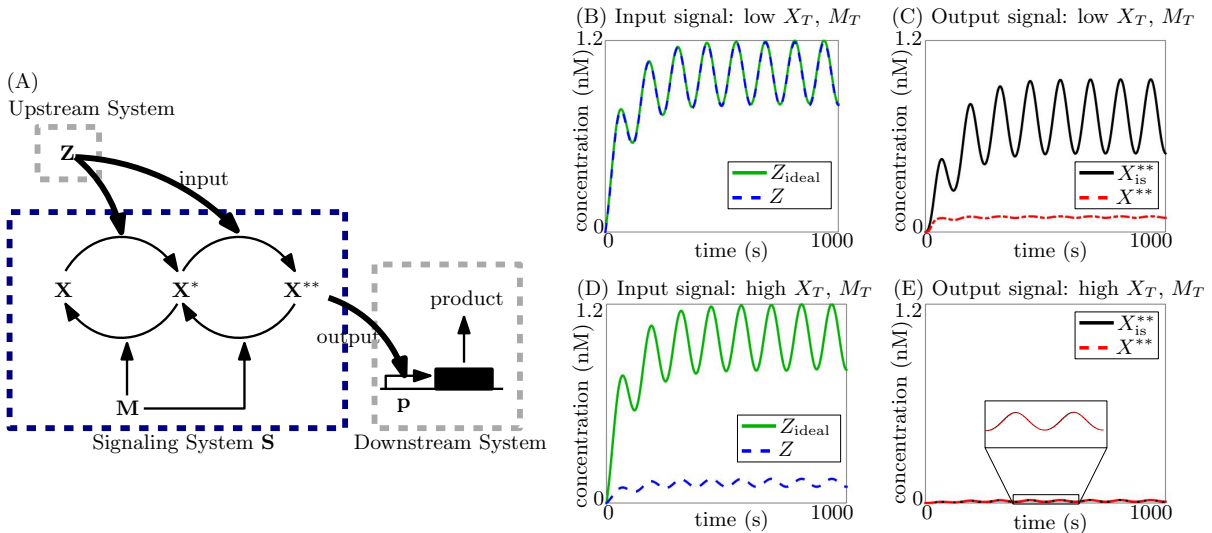 (A)
Upstream System
Z
input
X X* X**
output
M
Signaling System S
product
p
Downstream System
(B) Input signal: low X_T, M_T
1.2
concentration (nM)
Z_ideal
Z
0
0 1000
time (s)
(C) Output signal: low X_T, M_T
1.2
concentration (nM)
X**_is
X**
0
0 1000
time (s)
(D) Input signal: high X_T, M_T
1.2
concentration (nM)
Z_ideal
Z
0
0 1000
time (s)
(E) Output signal: high X_T, M_T
1.2
X**_is
X**
concentration (nM)
0
0 1000
time (s)